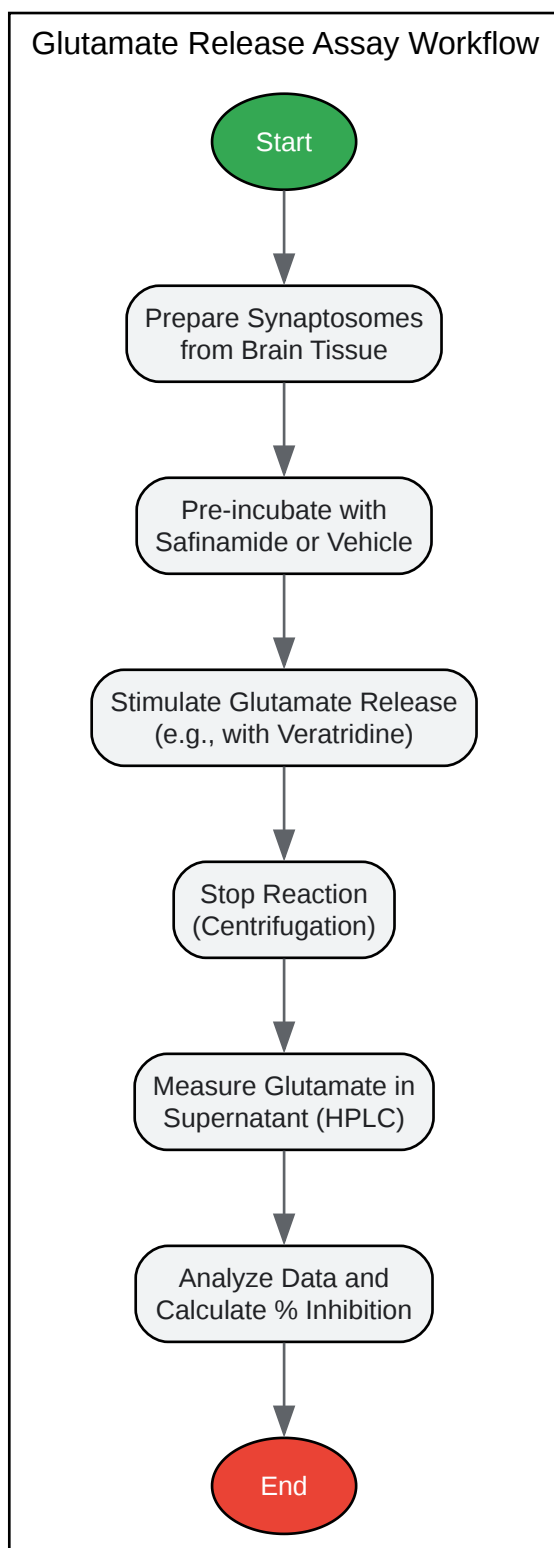 Glutamate Release Assay Workflow
Start
Prepare Synaptosomes
from Brain Tissue
Pre-incubate with
Safinamide or Vehicle
Stimulate Glutamate Release
(e.g., with Veratridine)
Stop Reaction
(Centrifugation)
Measure Glutamate in
Supernatant (HPLC)
Analyze Data and
Calculate % Inhibition
End